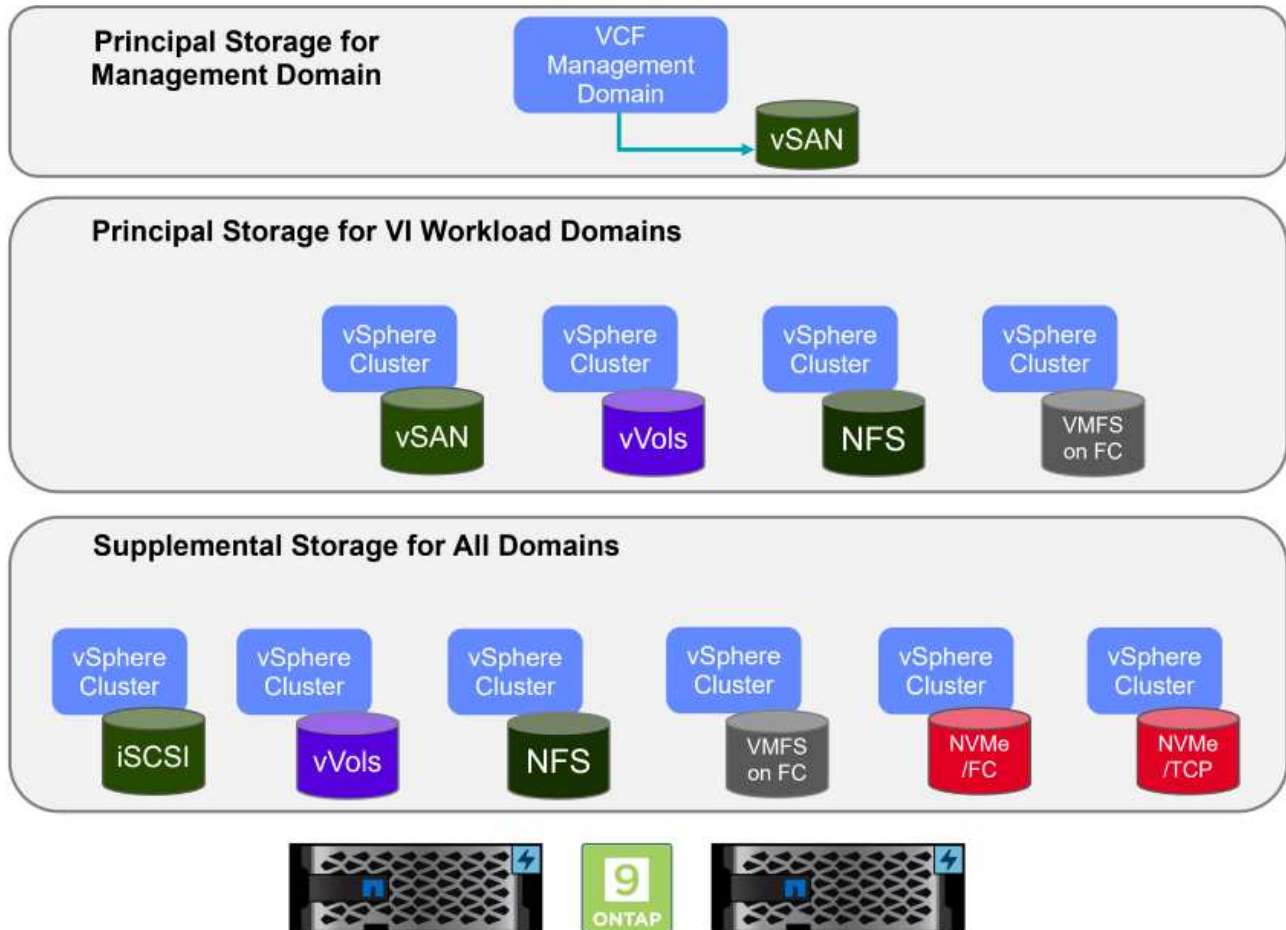 Principal Storage for
Management Domain
VCF
Management
Domain
vSAN
Principal Storage for VI Workload Domains
vSphere
Cluster
vSAN
vSphere
Cluster
vVols
vSphere
Cluster
NFS
vSphere
Cluster
VMFS
on FC
Supplemental Storage for All Domains
vSphere
Cluster
iSCSI
vSphere
Cluster
vVols
vSphere
Cluster
NFS
vSphere
Cluster
VMFS
on FC
vSphere
Cluster
NVMe
/FC
vSphere
Cluster
NVMe
/TCP
9
ONTAP